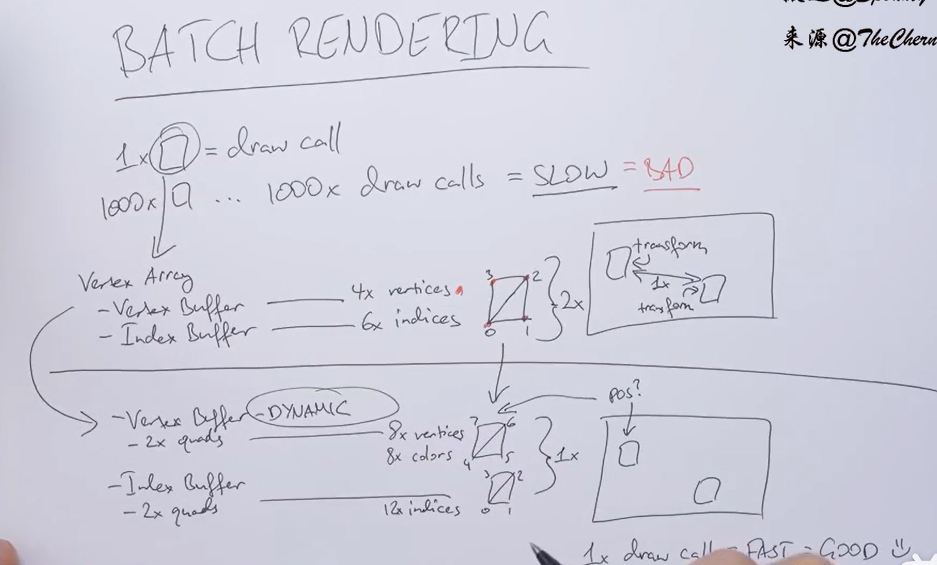 来源@TheChern
BATCH RENDERING
1x = draw call
1000x ... 1000x draw calls = SLOW = BAD
Vertex Array
- Vertex Buffer 4x vertices
- Index Buffer 6x indices
3 2
0 1
2x
transform
1x
transform
- Vertex Buffer - DYNAMIC
- 2x quads
8x vertices
8x colors
7 6
4 5
3 2
0 1
1x
pos?
- Index Buffer
- 2x quads
12x indices
1x draw call = FAST = GOOD